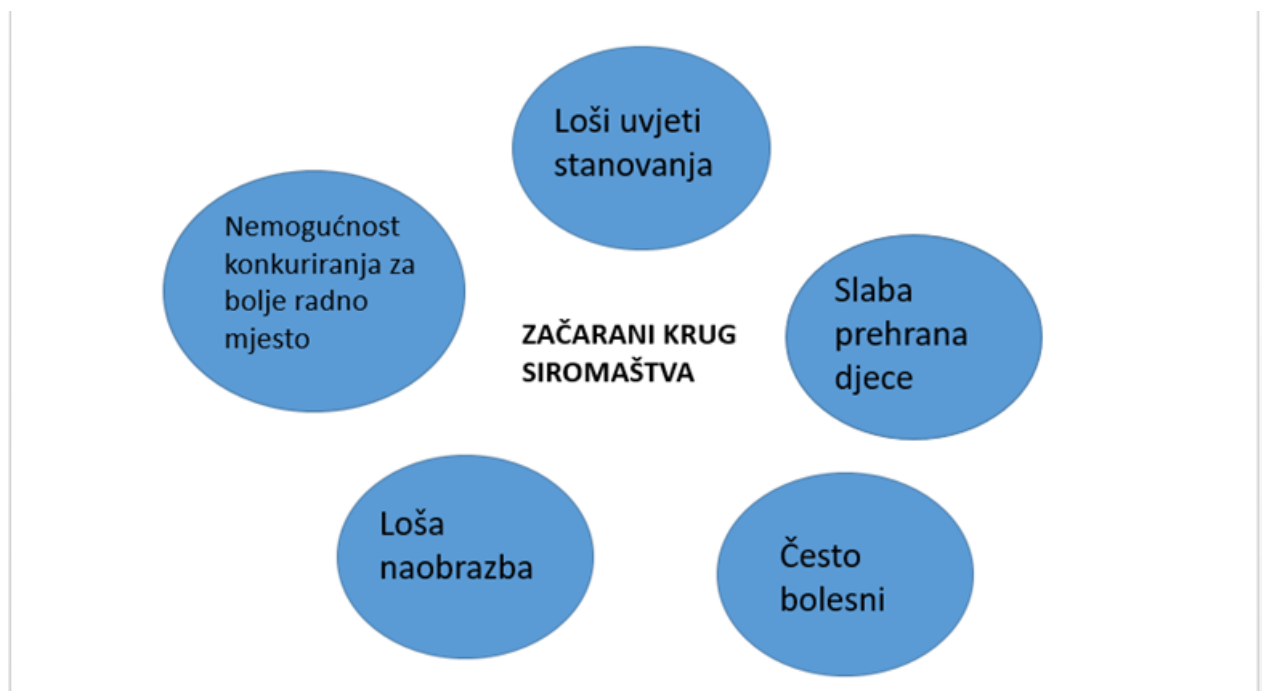 Loši uvjeti
stanovanja
Nemogućnost
konkuriranja za
bolje radno
mjesto
ZAČARANI KRUG
SIROMAŠTVA
Slaba
prehrana
djece
Loša
naobrazba
Često
bolesni